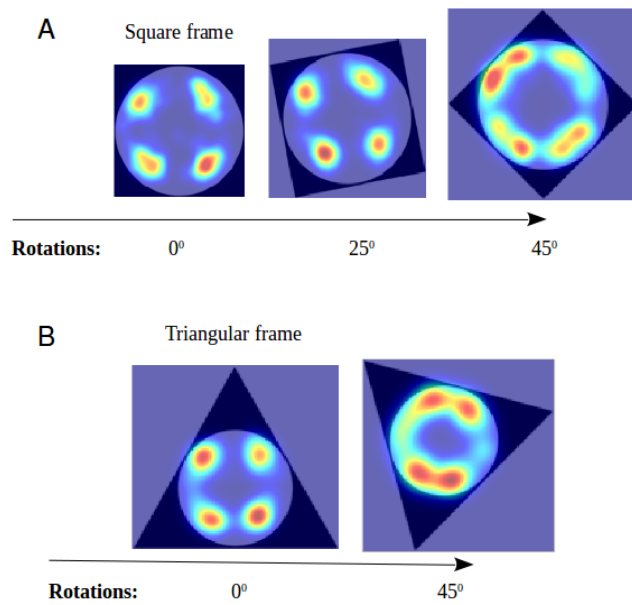 A
Square frame
Rotations: 0⁰ 25⁰ 45⁰
B
Triangular frame
Rotations: 0⁰ 45⁰